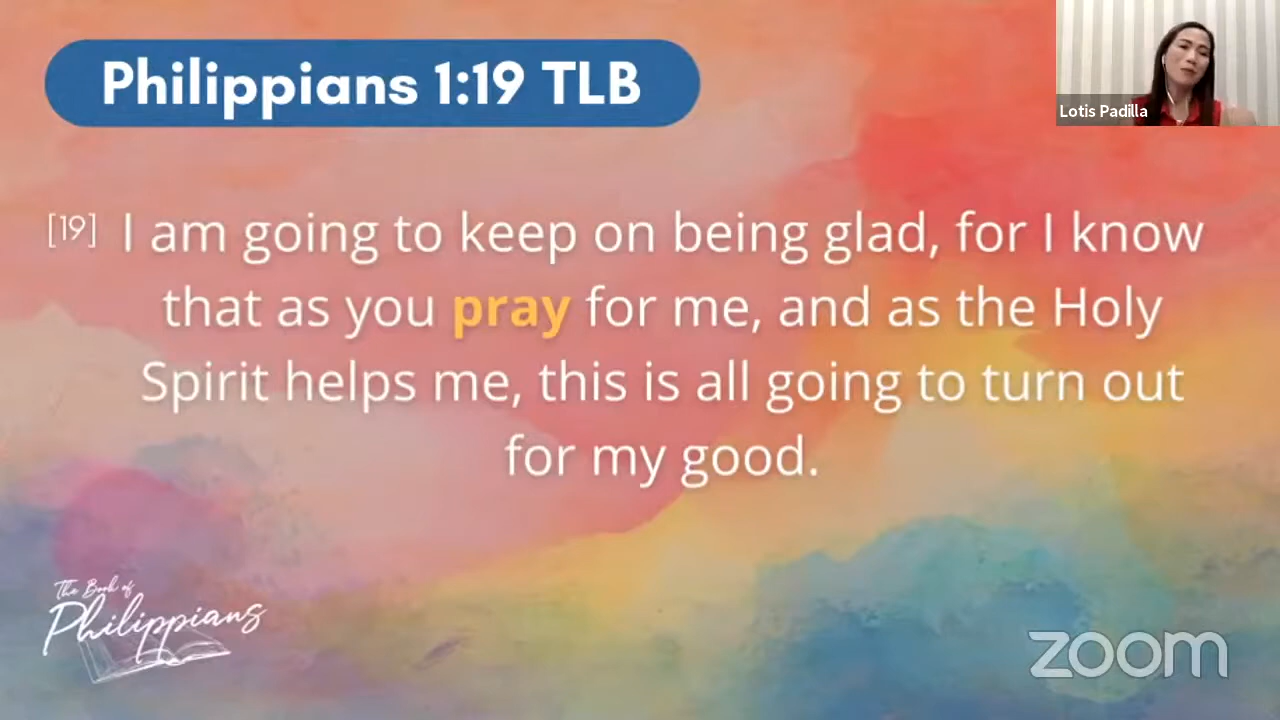 Philippians 1:19 TLB
Lotis Padilla
[19] I am going to keep on being glad, for I know
that as you pray for me, and as the Holy
Spirit helps me, this is all going to turn out
for my good.
The Book of
Philippians
zoom